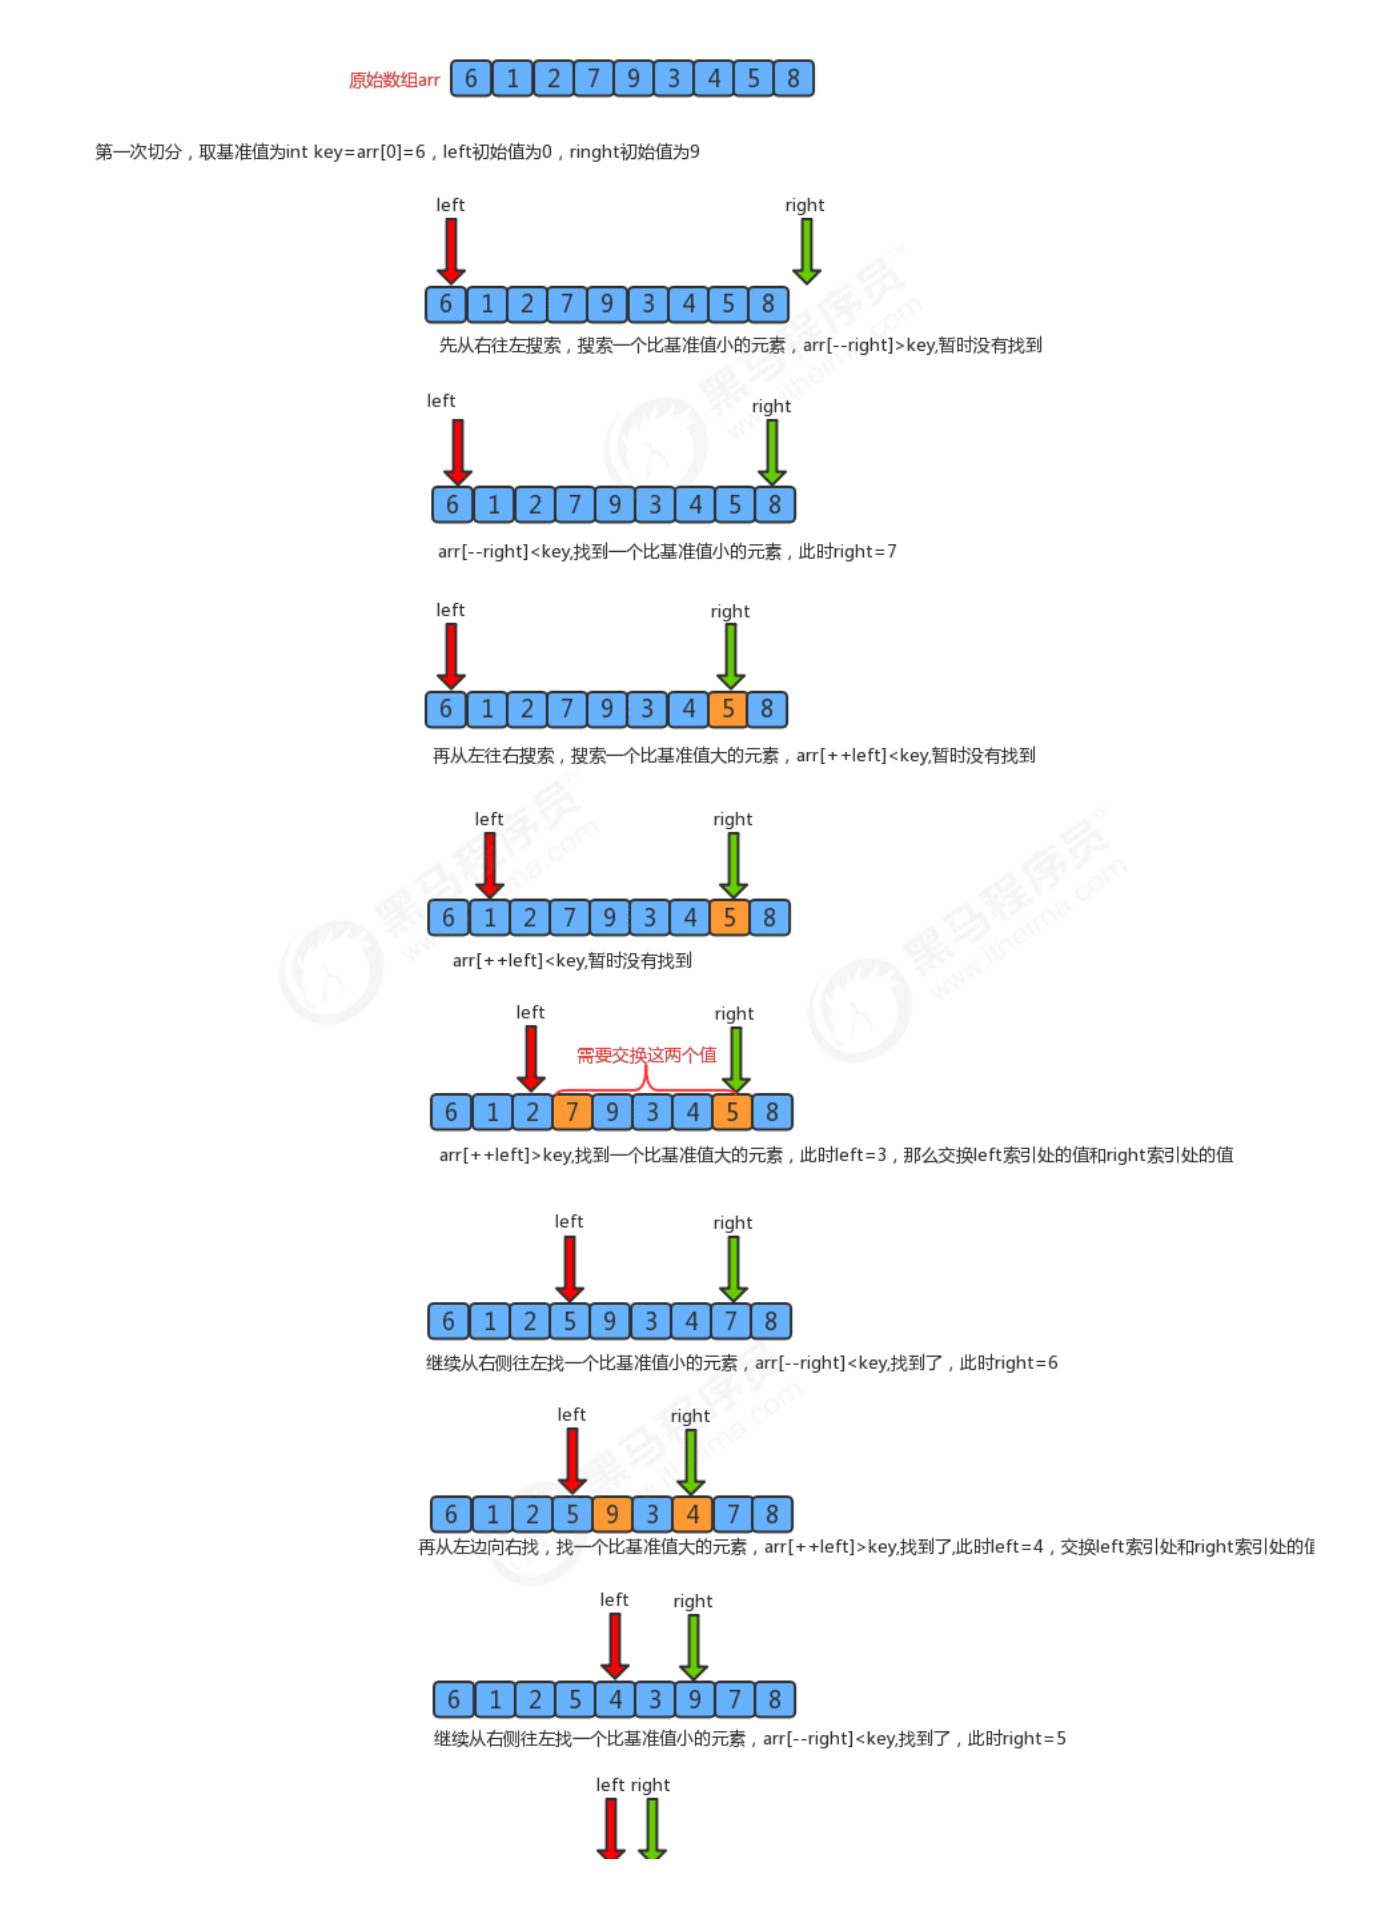 原始数组arr 6 1 2 7 9 3 4 5 8
第一次切分，取基准值为int key=arr[0]=6，left初始值为0，ringht初始值为9
left right
6 1 2 7 9 3 4 5 8
先从右往左搜索，搜索一个比基准值小的元素，arr[--right]>key,暂时没有找到
left right
6 1 2 7 9 3 4 5 8
arr[--right]<key,找到一个比基准值小的元素，此时right=7
left right
6 1 2 7 9 3 4 5 8
再从左往右搜索，搜索一个比基准值大的元素，arr[++left]<key,暂时没有找到
left right
6 1 2 7 9 3 4 5 8
arr[++left]<key,暂时没有找到
left right
需要交换这两个值
6 1 2 7 9 3 4 5 8
arr[++left]>key,找到一个比基准值大的元素，此时left=3，那么交换left索引处的值和right索引处的值
left right
6 1 2 5 9 3 4 7 8
继续从右侧往左找一个比基准值小的元素，arr[--right]<key,找到了，此时right=6
left right
6 1 2 5 9 3 4 7 8
再从左边向右找，找一个比基准值大的元素，arr[++left]>key,找到了,此时left=4，交换left索引处和right索引处的值
left right
6 1 2 5 4 3 9 7 8
继续从右侧往左找一个比基准值小的元素，arr[--right]<key,找到了，此时right=5
left right
黑马程序员
www.itheima.com
黑马程序员
www.itheima.com